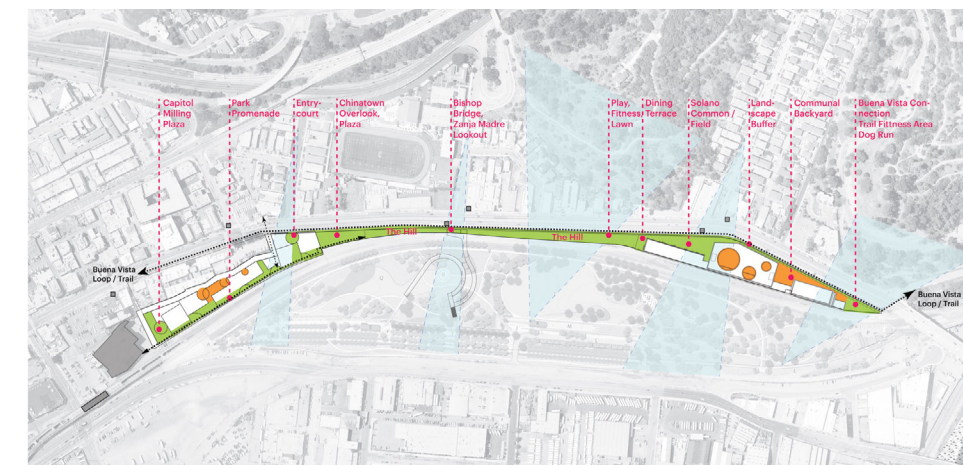 Capitol
Milling
Plaza
Park
Promenade
Entry-
court
Chinatown
Overlook,
Plaza
Bishop
Bridge,
Zanja Madre
Lookout
Play,
Fitness
Lawn
Dining
Terrace
Solano
Common /
Field
Land-
scape
Buffer
Communal
Backyard
Buena Vista Con-
nection
Trail Fittness Area
Dog Run
The Hill
The Hill
Buena Vista
Loop / Trail
Buena Vista
Loop / Trail